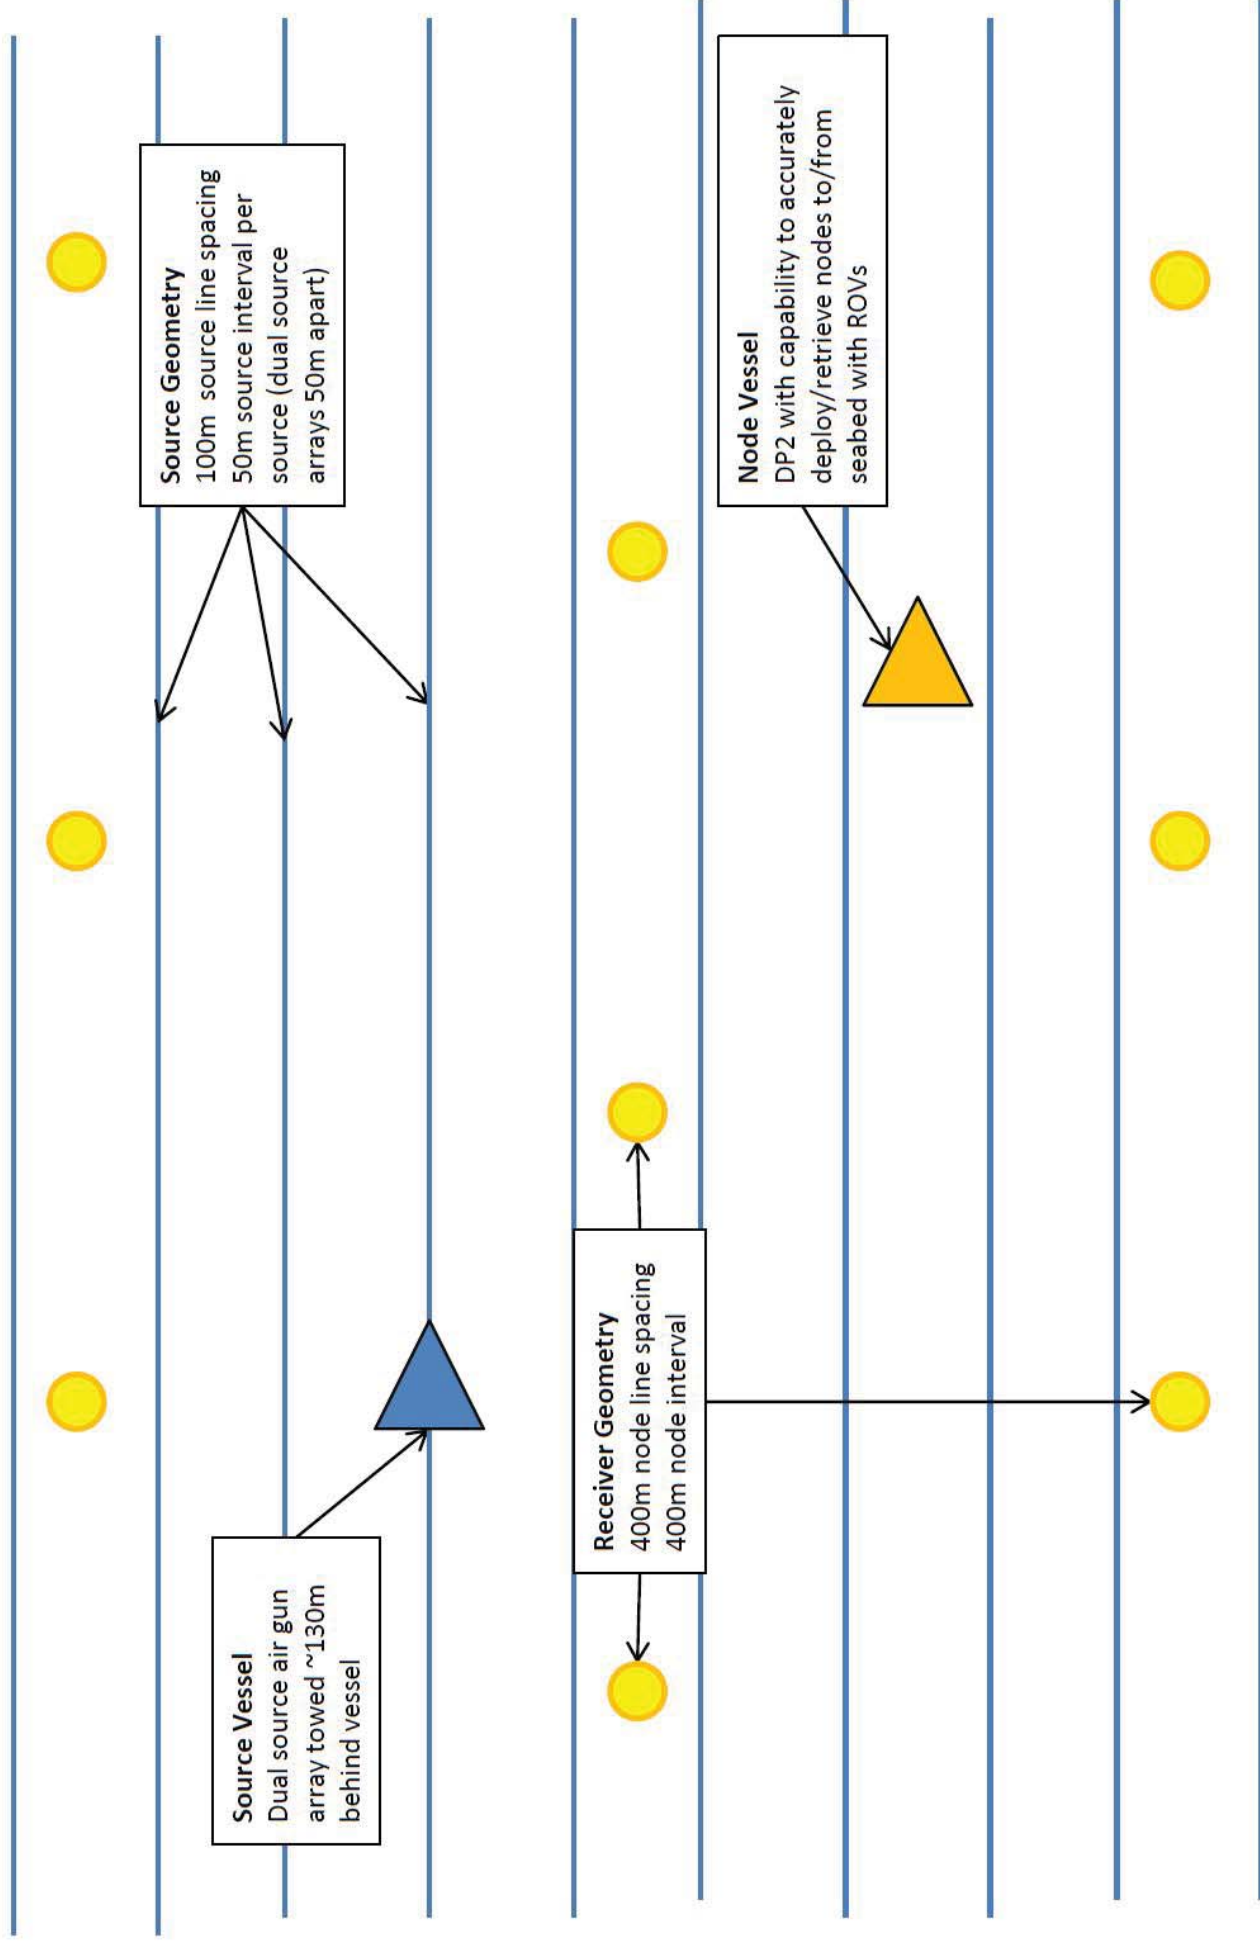 Source Geometry
100m source line spacing
50m source interval per
source (dual source
arrays 50m apart)
Source Vessel
Dual source air gun
array towed ~130m
behind vessel
Receiver Geometry
400m node line spacing
400m node interval
Node Vessel
DP2 with capability to accurately
deploy/retrieve nodes to/from
seabed with ROVs